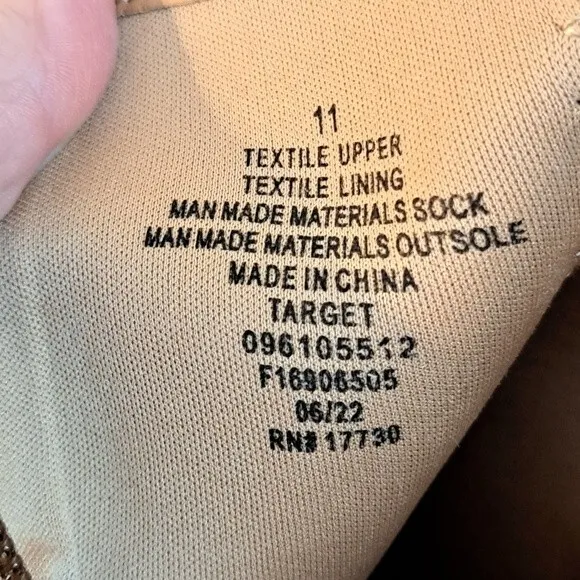 11
TEXTILE UPPER
TEXTILE LINING
MAN MADE MATERIALS SOCK
MAN MADE MATERIALS OUTSOLE
MADE IN CHINA
TARGET
096105512
F16906505
06/22
RN# 17730